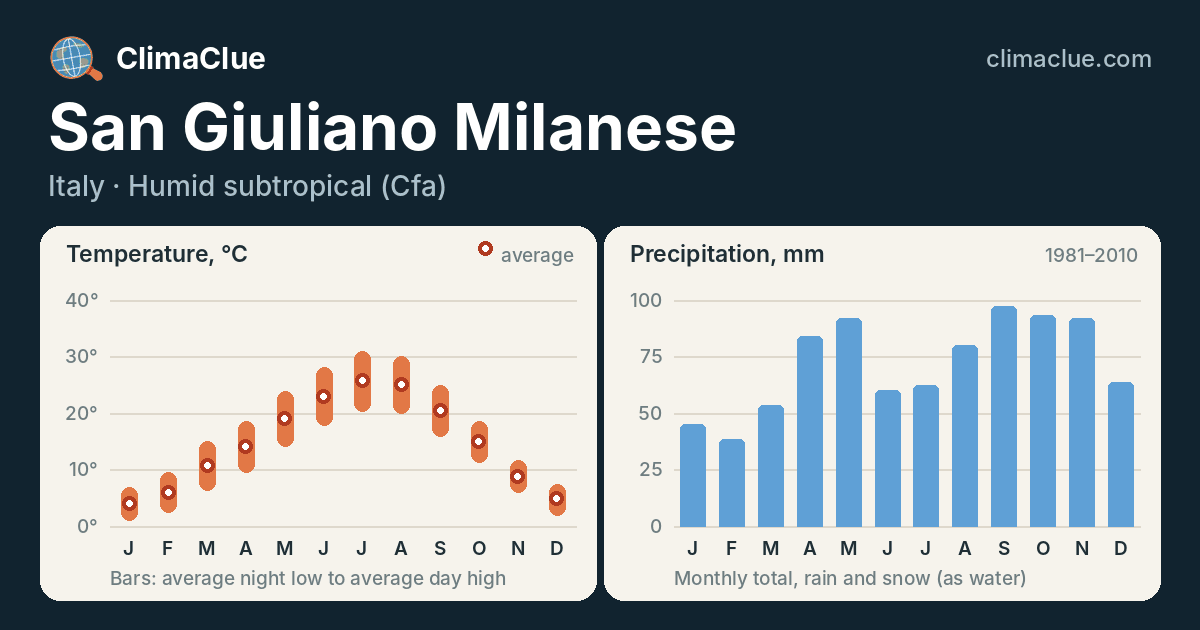 ClimaClue
climaclue.com
San Giuliano Milanese
Italy · Humid subtropical (Cfa)
Temperature, °C
average
40°
30°
20°
10°
0°
J F M A M J J A S O N D
Bars: average night low to average day high
Precipitation, mm
1981–2010
100
75
50
25
0
J F M A M J J A S O N D
Monthly total, rain and snow (as water)